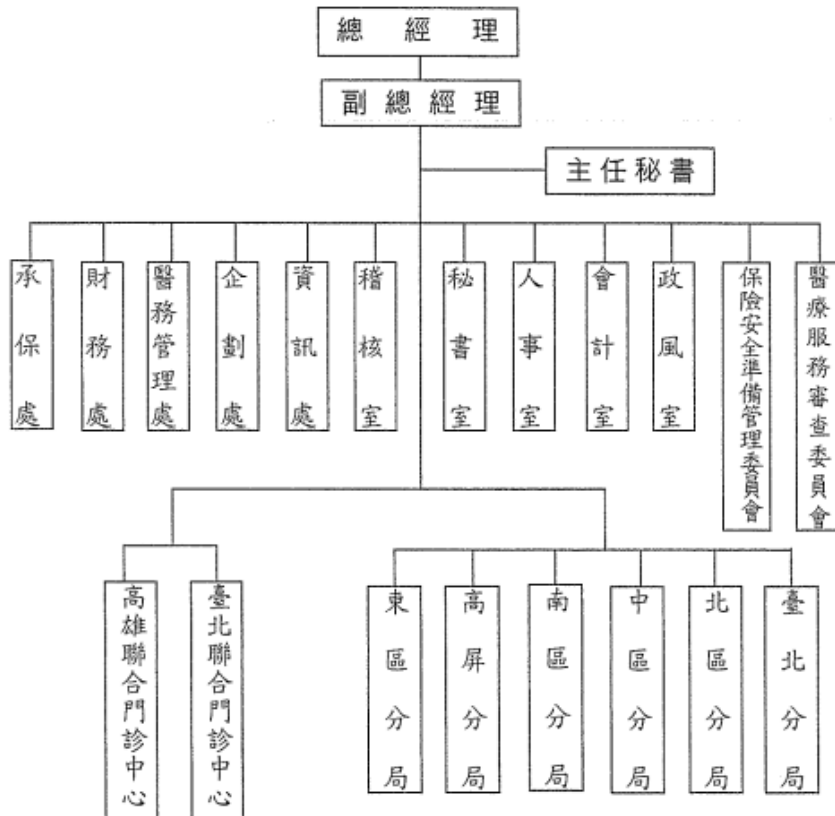 總經理
副總經理
主任秘書
承保處
財務處
醫務管理處
企劃處
資訊處
稽核室
秘書室
人事室
會計室
政風室
保險安全準備管理委員會
醫療服務審查委員會
高雄聯合門診中心
臺北聯合門診中心
東區分局
高屏分局
南區分局
中區分局
北區分局
臺北分局